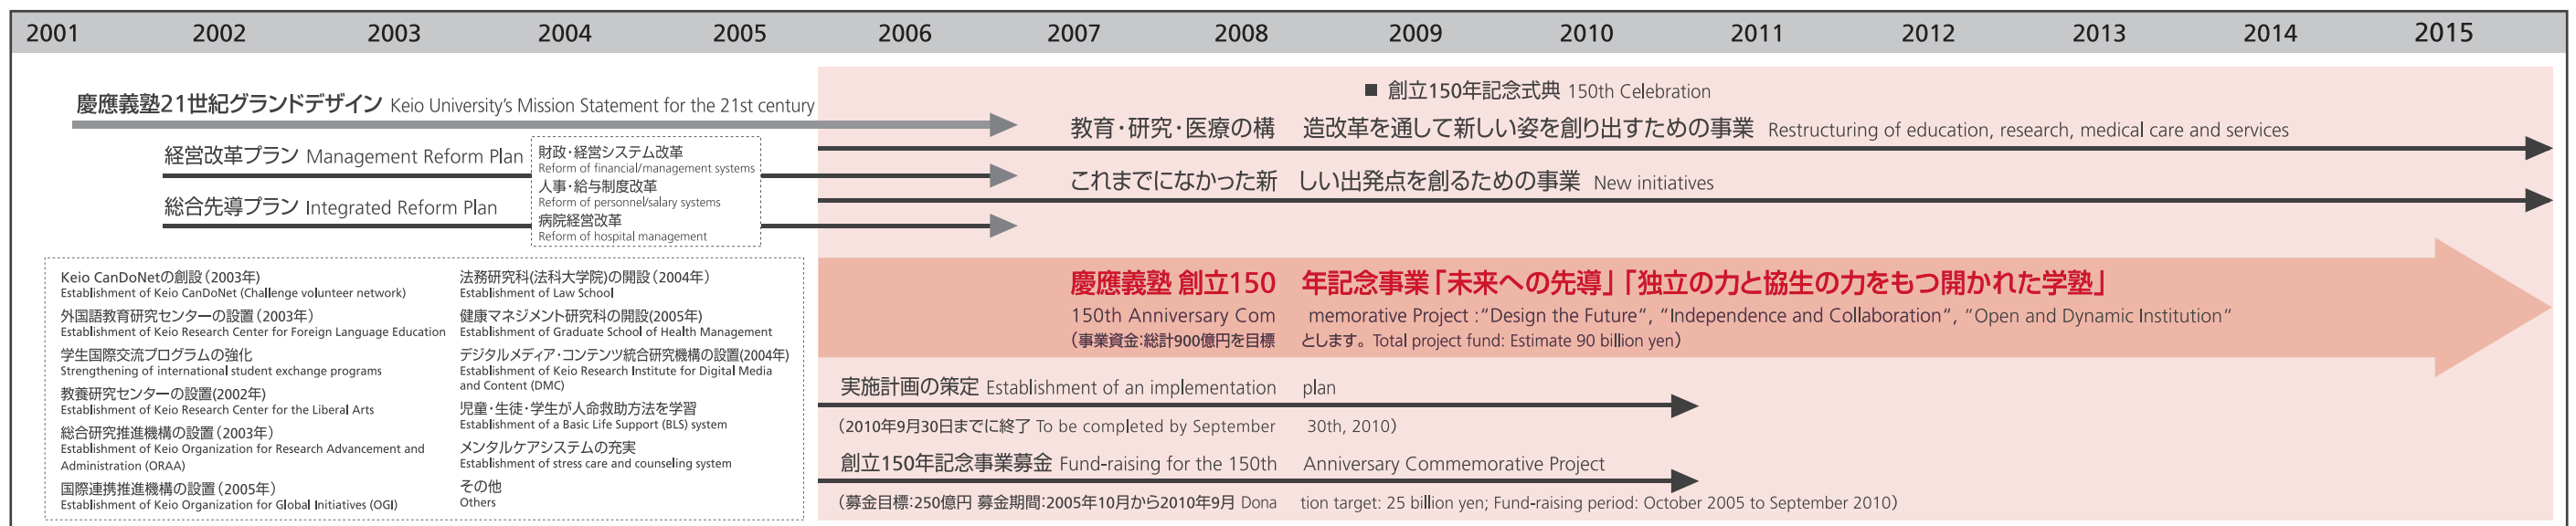 2001 2002 2003 2004 2005 2006 2007 2008 2009 2010 2011 2012 2013 2014 2015
慶應義塾21世紀グランドデザイン Keio University's Mission Statement for the 21st century
経営改革プラン Management Reform Plan
総合先導プラン Integrated Reform Plan
財政・経営システム改革
Reform of financial/management systems
人事・給与制度改革
Reform of personnel/salary systems
病院経営改革
Reform of hospital management
■ 創立150年記念式典 150th Celebration
教育・研究・医療の構 造改革を通して新しい姿を創り出すための事業 Restructuring of education, research, medical care and services
これまでになかった新 しい出発点を創るための事業 New initiatives
Keio CanDoNetの創設（2003年）
Establishment of Keio CanDoNet (Challenge volunteer network)
外国語教育研究センターの設置（2003年）
Establishment of Keio Research Center for Foreign Language Education
学生国際交流プログラムの強化
Strengthening of international student exchange programs
教養研究センターの設置(2002年)
Establishment of Keio Research Center for the Liberal Arts
総合研究推進機構の設置（2003年）
Establishment of Keio Organization for Research Advancement and
Administration (ORAA)
国際連携推進機構の設置（2005年）
Establishment of Keio Organization for Global Initiatives (OGI)
法務研究科(法科大学院)の開設（2004年）
Establishment of Law School
健康マネジメント研究科の開設(2005年)
Establishment of Graduate School of Health Management
デジタルメディア・コンテンツ統合研究機構の設置(2004年)
Establishment of Keio Research Institute for Digital Media
and Content (DMC)
児童・生徒・学生が人命救助方法を学習
Establishment of a Basic Life Support (BLS) system
メンタルケアシステムの充実
Establishment of stress care and counseling system
その他
Others
慶應義塾 創立150 年記念事業「未来への先導」「独立の力と協生の力をもつ開かれた学塾」
150th Anniversary Com memorative Project :"Design the Future", "Independence and Collaboration", "Open and Dynamic Institution"
（事業資金:総計900億円を目標 とします。Total project fund: Estimate 90 billion yen）
実施計画の策定 Establishment of an implementation plan
（2010年9月30日までに終了 To be completed by September 30th, 2010）
創立150年記念事業募金 Fund-raising for the 150th Anniversary Commemorative Project
（募金目標:250億円 募金期間:2005年10月から2010年9月 Dona tion target: 25 billion yen; Fund-raising period: October 2005 to September 2010）